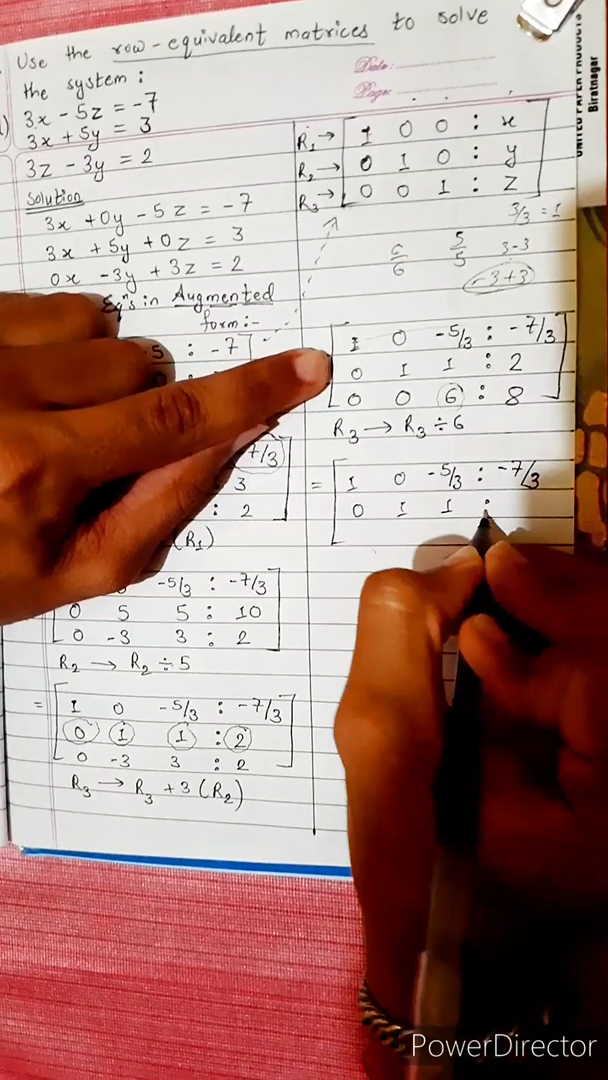 Use the row-equivalent matrices to solve
the system:
3x - 5z = -7
3x + 5y = 3
3z - 3y = 2
Solution
3x + 0y - 5z = -7
3x + 5y + 0z = 3
0x - 3y + 3z = 2
Eqⁿs in Augmented
form:-
5 : -7
7/3
3
: 2
(R₁)
-5/3 : -7/3
0 5 5 : 10
0 -3 3 : 2
R₂ → R₂ ÷ 5
= 1 0 -5/3 : -7/3
0 1 1 : 2
0 -3 3 : 2
R₃ → R₃ + 3 (R₂)
Date:
Page:
R₁ → 1 0 0 : x
R₂ → 0 1 0 : y
R₃ → 0 0 1 : z
3/3 = 1
6/6 5/5 3-3
-3+3
1 0 -5/3 : -7/3
0 1 1 : 2
0 0 6 : 8
R₃ → R₃ ÷ 6
= 1 0 -5/3 : -7/3
0 1 1 :
UNITED PAPER PRODUCTS
Biratnagar
PowerDirector